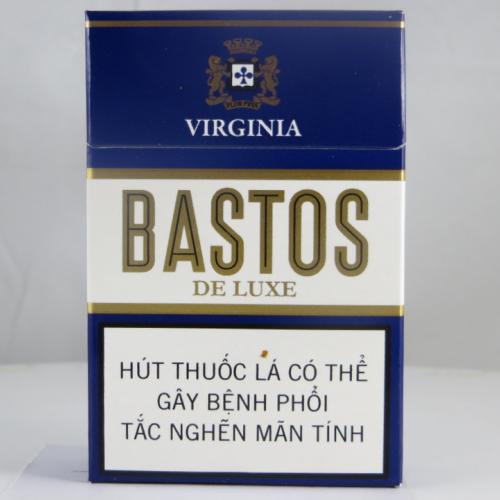 VIRGINIA
BASTOS
DE LUXE
HÚT THUỐC LÁ CÓ THỂ
GÂY BỆNH PHỔI
TẮC NGHẼN MÃN TÍNH